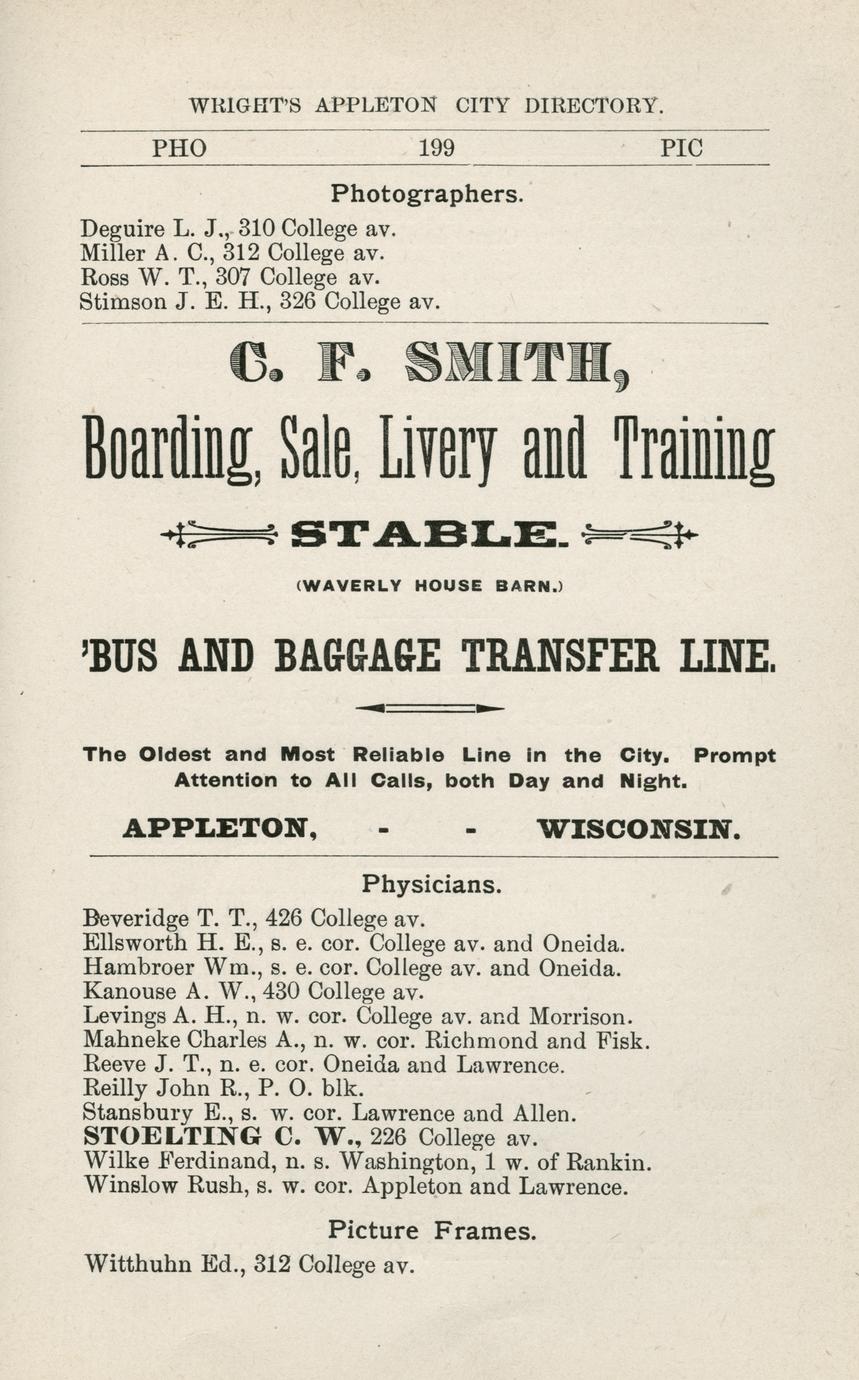 WRIGHT'S APPLETON CITY DIRECTORY.
PHO 199 PIC
Photographers.
Deguire L. J., 310 College av.
Miller A. C., 312 College av.
Ross W. T., 307 College av.
Stimson J. E. H., 326 College av.
C. F. SMITH,
Boarding, Sale, Livery and Training
STABLE.
(WAVERLY HOUSE BARN.)
'BUS AND BAGGAGE TRANSFER LINE.
The Oldest and Most Reliable Line in the City. Prompt
Attention to All Calls, both Day and Night.
APPLETON, - - WISCONSIN.
Physicians.
Beveridge T. T., 426 College av.
Ellsworth H. E., s. e. cor. College av. and Oneida.
Hambroer Wm., s. e. cor. College av. and Oneida.
Kanouse A. W., 430 College av.
Levings A. H., n. w. cor. College av. and Morrison.
Mahneke Charles A., n. w. cor. Richmond and Fisk.
Reeve J. T., n. e. cor. Oneida and Lawrence.
Reilly John R., P. O. blk.
Stansbury E., s. w. cor. Lawrence and Allen.
STOELTING C. W., 226 College av.
Wilke Ferdinand, n. s. Washington, 1 w. of Rankin.
Winslow Rush, s. w. cor. Appleton and Lawrence.
Picture Frames.
Witthuhn Ed., 312 College av.